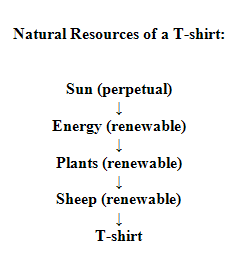 Natural Resources of a T-shirt:
Sun (perpetual)
↓
Energy (renewable)
↓
Plants (renewable)
↓
Sheep (renewable)
↓
T-shirt